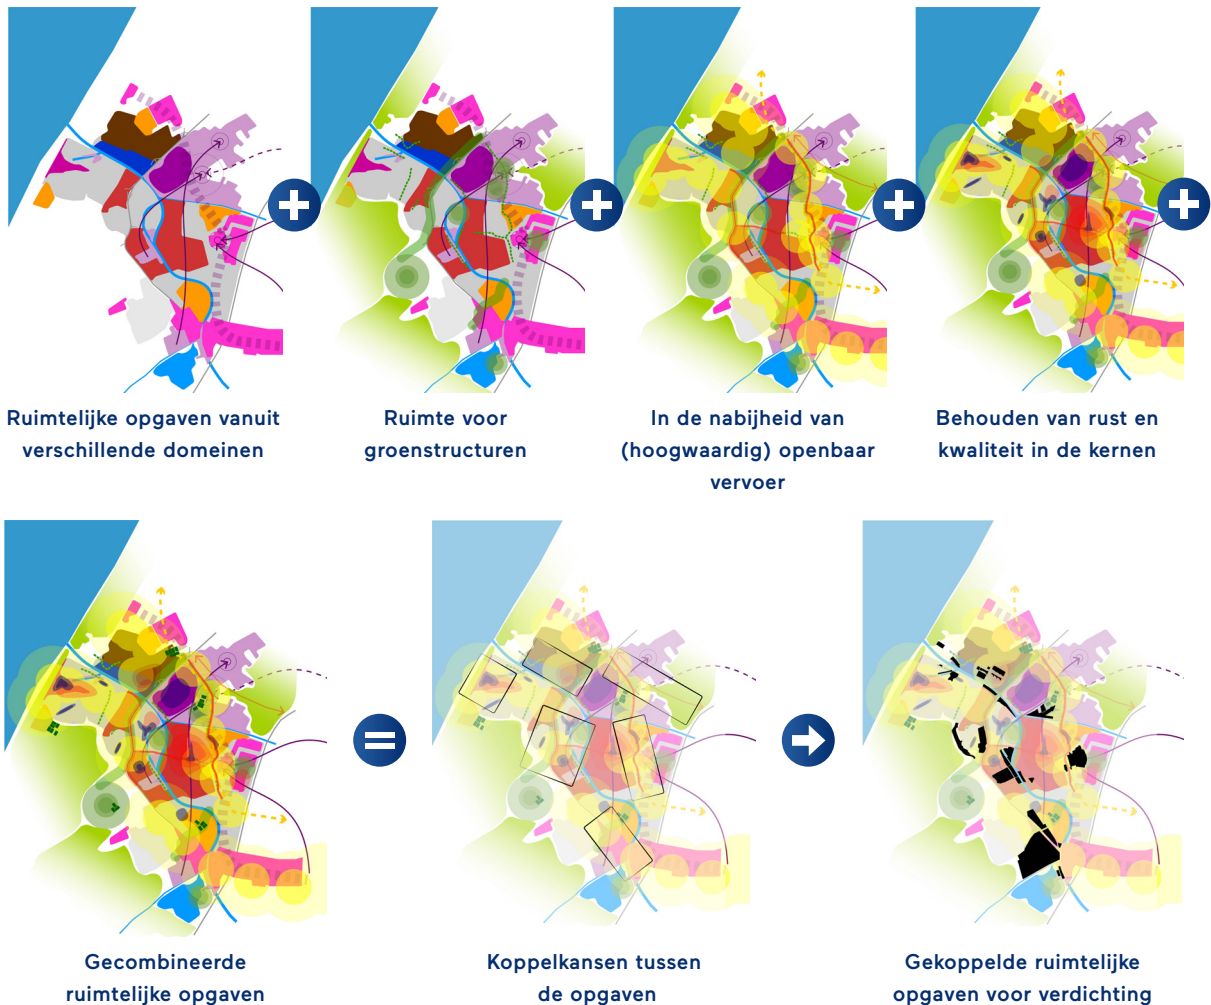 Ruimtelijke opgaven vanuit
verschillende domeinen
Ruimte voor
groenstructuren
In de nabijheid van
(hoogwaardig) openbaar
vervoer
Behouden van rust en
kwaliteit in de kernen
Gecombineerde
ruimtelijke opgaven
Koppelkansen tussen
de opgaven
Gekoppelde ruimtelijke
opgaven voor verdichting